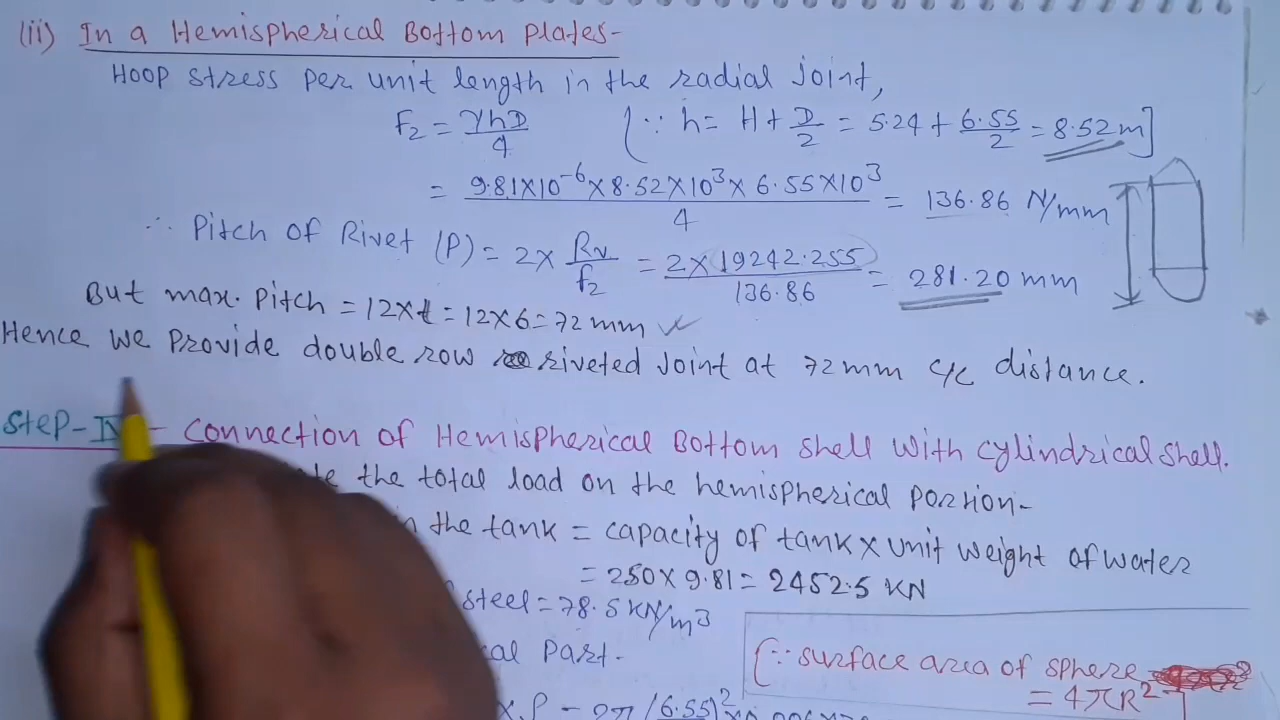 (ii) In a Hemispherical Bottom Plates-
Hoop stress per unit length in the radial joint,
F2 = γhD/4 [∵ h = H + D/2 = 5.24 + 6.55/2 = 8.52 m]
= 9.81×10^-6 × 8.52×10^3 × 6.55×10^3 / 4 = 136.86 N/mm
∴ Pitch of Rivet (P) = 2× Rv/f2 = 2×19242.255/136.86 = 281.20 mm
But max. Pitch = 12×t = 12×6 = 72 mm ✓
Hence we Provide double row riveted Joint at 72 mm c/c distance.
Step-IV - Connection of Hemispherical Bottom shell with cylindrical shell.
the total load on the hemispherical Portion-
the tank = capacity of tank × unit weight of water
= 250 × 9.81 = 2452.5 KN
steel = 78.5 KN/m3
Part.
(∵ surface area of sphere
= 4πR2